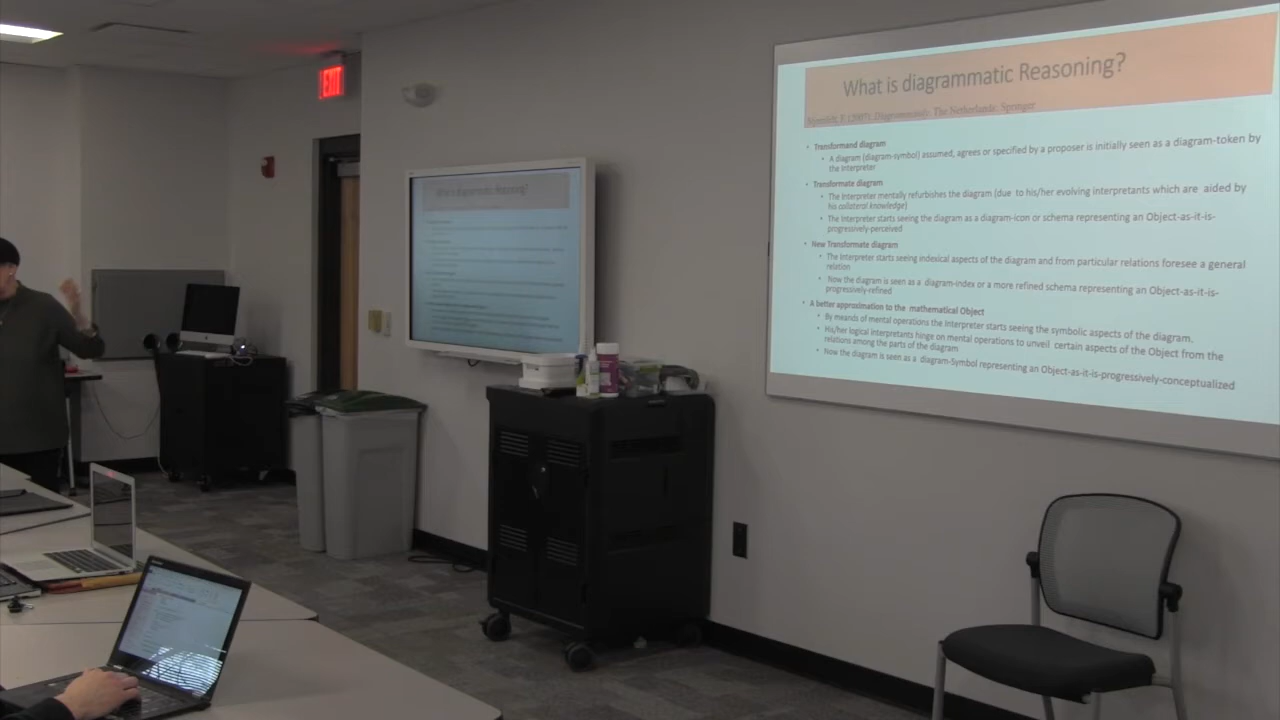 EXIT
What is diagrammatic Reasoning?
F. (2007). Diagrammatology. The Netherlands: Springer
• Transformand diagram
• A diagram (diagram-symbol) assumed, agrees or specified by a proposer is initially seen as a diagram-token by
the Interpreter
• Transformate diagram
• The Interpreter mentally refurbishes the diagram (due to his/her evolving interpretants which are aided by
his collateral knowledge)
• The Interpreter starts seeing the diagram as a diagram-icon or schema representing an Object-as-it-is-
progressively-perceived
• New Transformate diagram
• The Interpreter starts seeing indexical aspects of the diagram and from particular relations foresee a general
relation
• Now the diagram is seen as a diagram-index or a more refined schema representing an Object-as-it-is-
progressively-refined
• A better approximation to the mathematical Object
• By meands of mental operations the Interpreter starts seeing the symbolic aspects of the diagram.
• His/her logical interpretants hinge on mental operations to unveil certain aspects of the Object from the
relations among the parts of the diagram
• Now the diagram is seen as a diagram-Symbol representing an Object-as-it-is-progressively-conceptualized